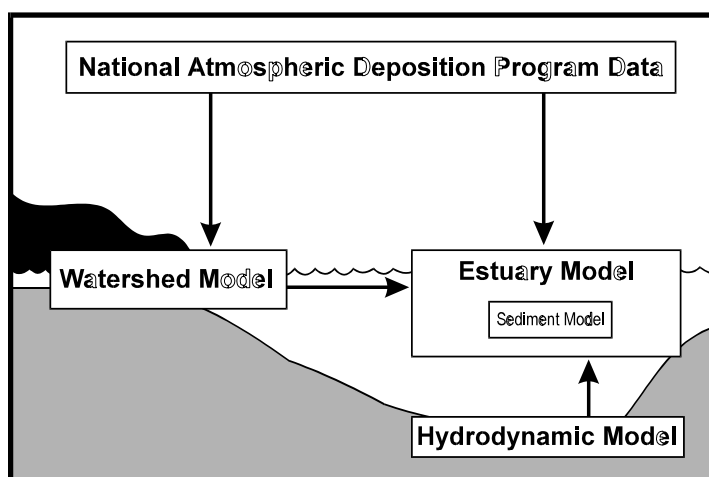 National Atmospheric Deposition Program Data
Watershed Model
Estuary Model
Sediment Model
Hydrodynamic Model